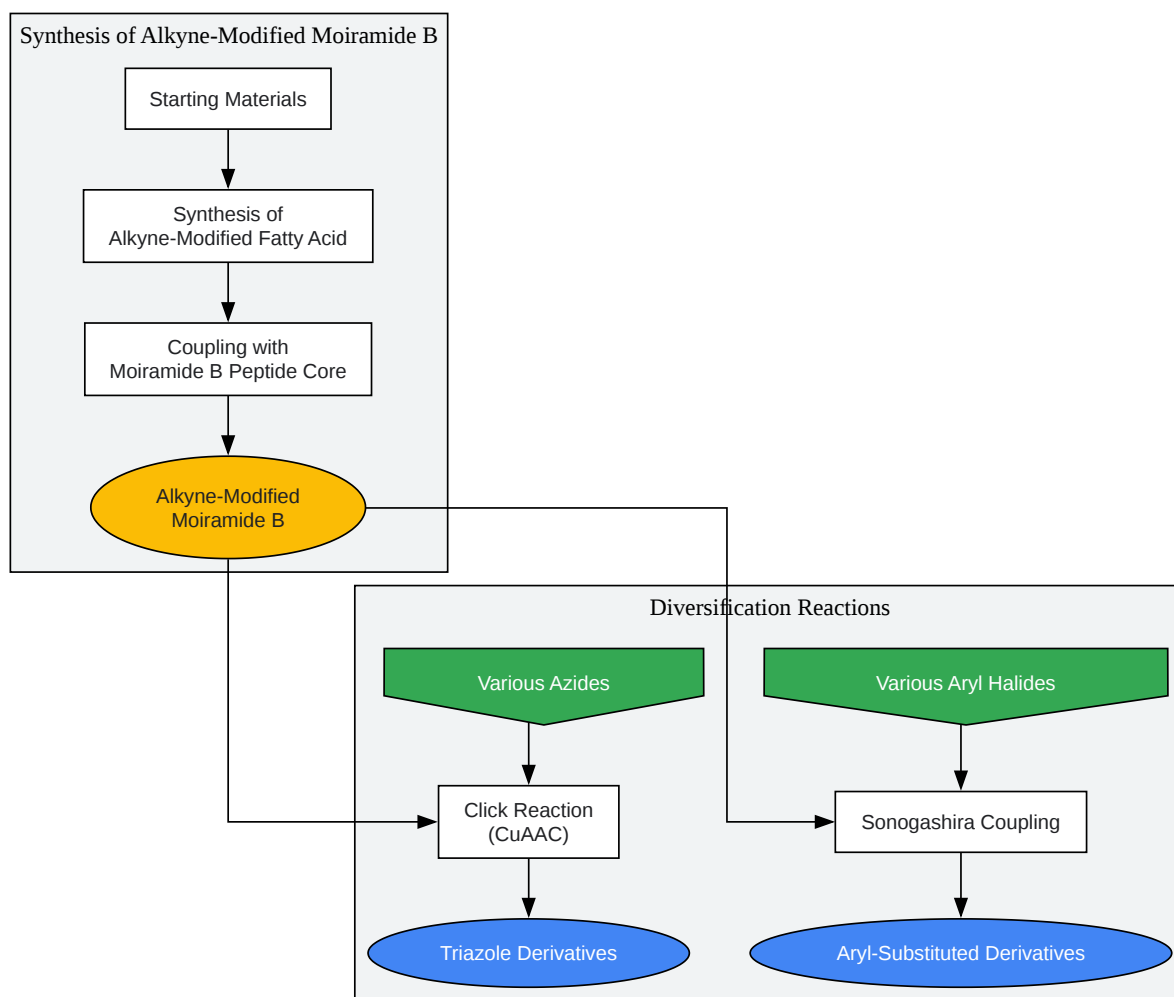 Synthesis of Alkyne-Modified Moiramide B
Starting Materials
Synthesis of
Alkyne-Modified Fatty Acid
Coupling with
Moiramide B Peptide Core
Alkyne-Modified
Moiramide B
Diversification Reactions
Various Azides
Various Aryl Halides
Click Reaction
(CuAAC)
Sonogashira Coupling
Triazole Derivatives
Aryl-Substituted Derivatives